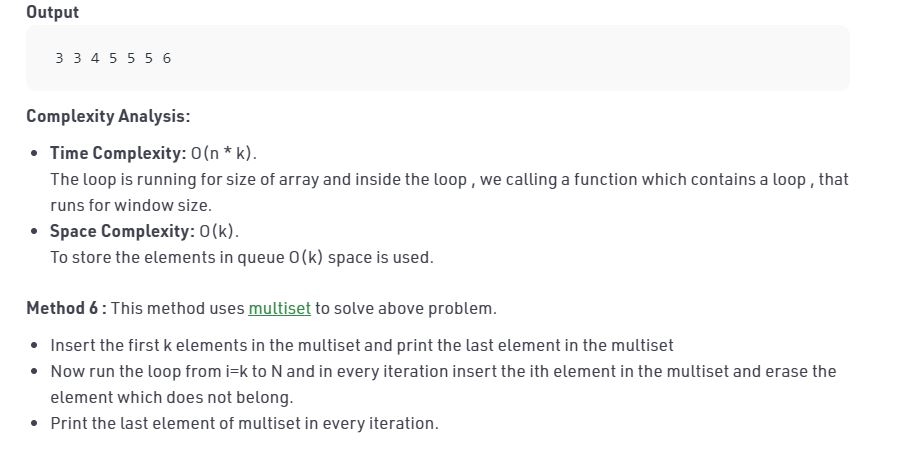 Output
3 3 4 5 5 5 6
Complexity Analysis:
• Time Complexity: O(n * k).
The loop is running for size of array and inside the loop , we calling a function which contains a loop , that
runs for window size.
• Space Complexity: O(k).
To store the elements in queue O(k) space is used.
Method 6 : This method uses multiset to solve above problem.
• Insert the first k elements in the multiset and print the last element in the multiset
• Now run the loop from i=k to N and in every iteration insert the ith element in the multiset and erase the
element which does not belong.
• Print the last element of multiset in every iteration.